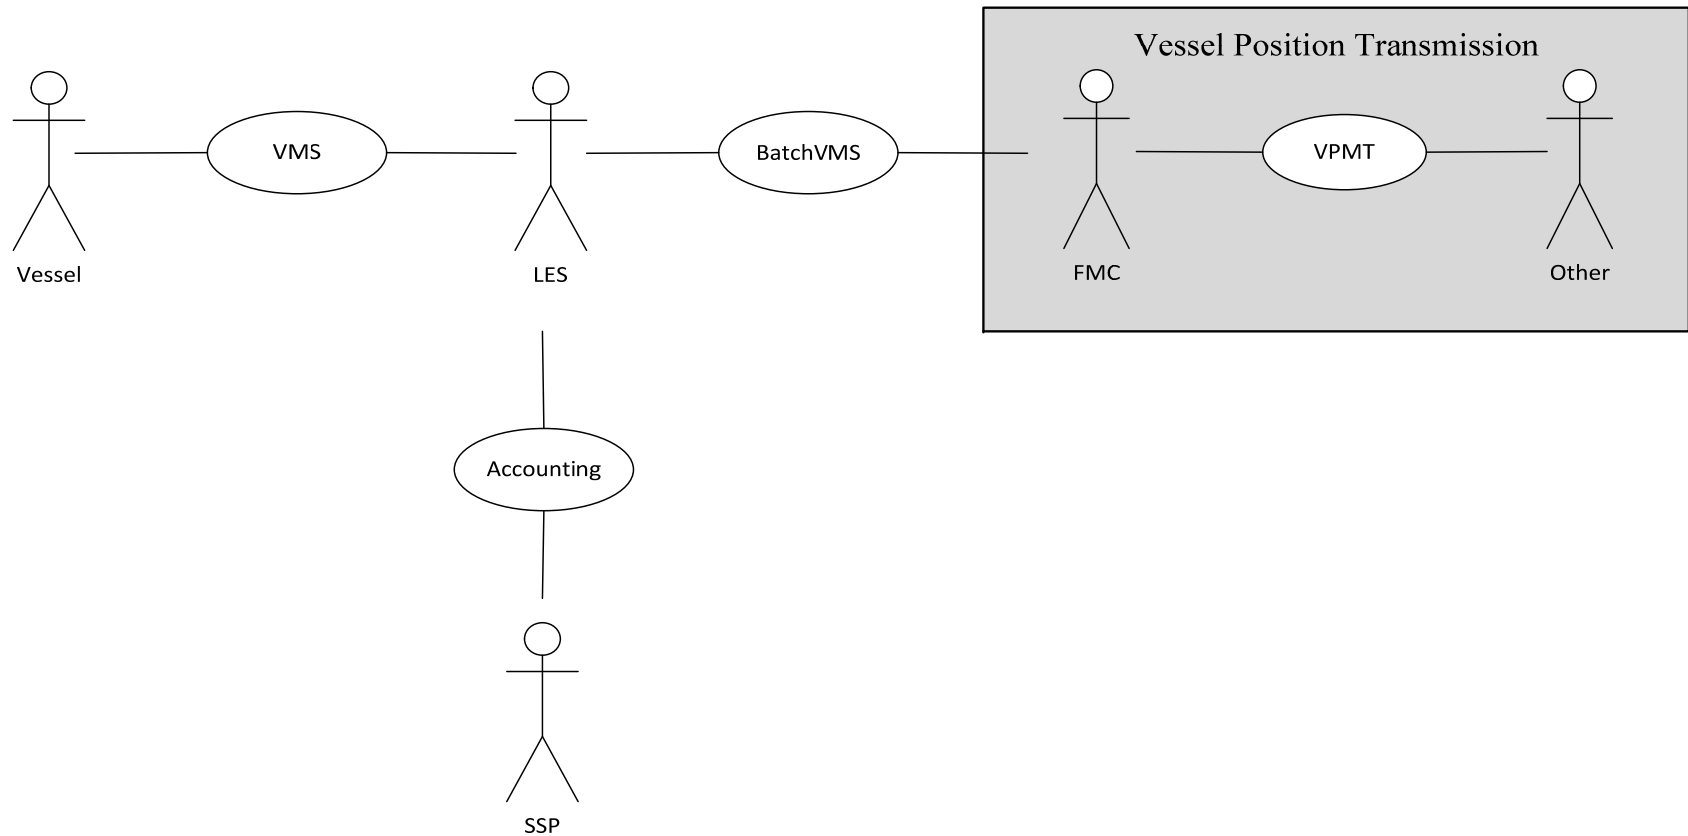 Vessel Position Transmission
VMS
BatchVMS
VPMT
Vessel
LES
FMC
Other
Accounting
SSP